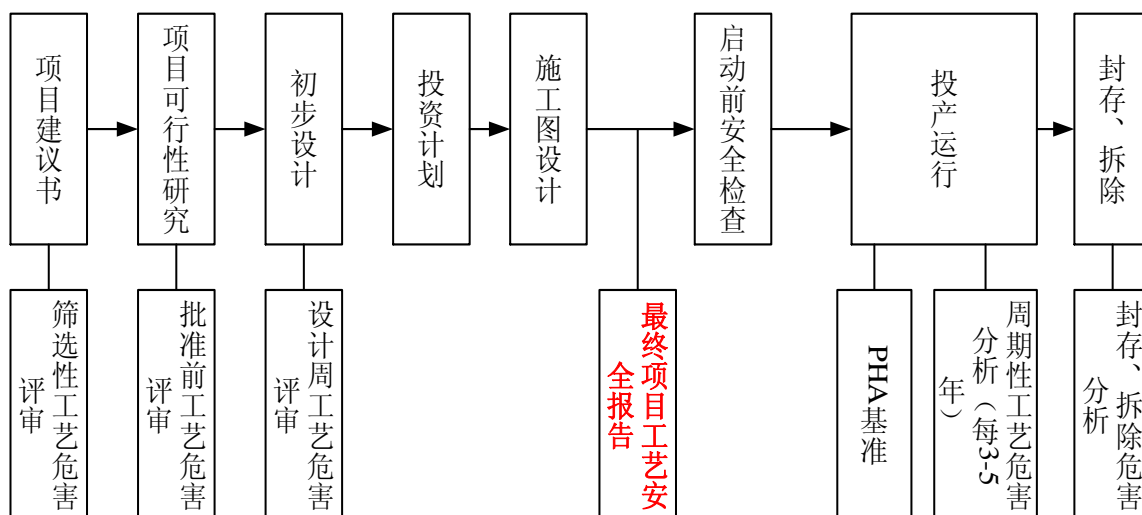 项目建议书
项目可行性研究
初步设计
投资计划
施工图设计
启动前安全检查
投产运行
封存、拆除
筛选性工艺危害
评审
批准前工艺危害
评审
设计周工艺危害
评审
最终项目工艺安
全报告
PHA基准
周期性工艺危害
分析（每3-5
年）
封存、拆除危害
分析